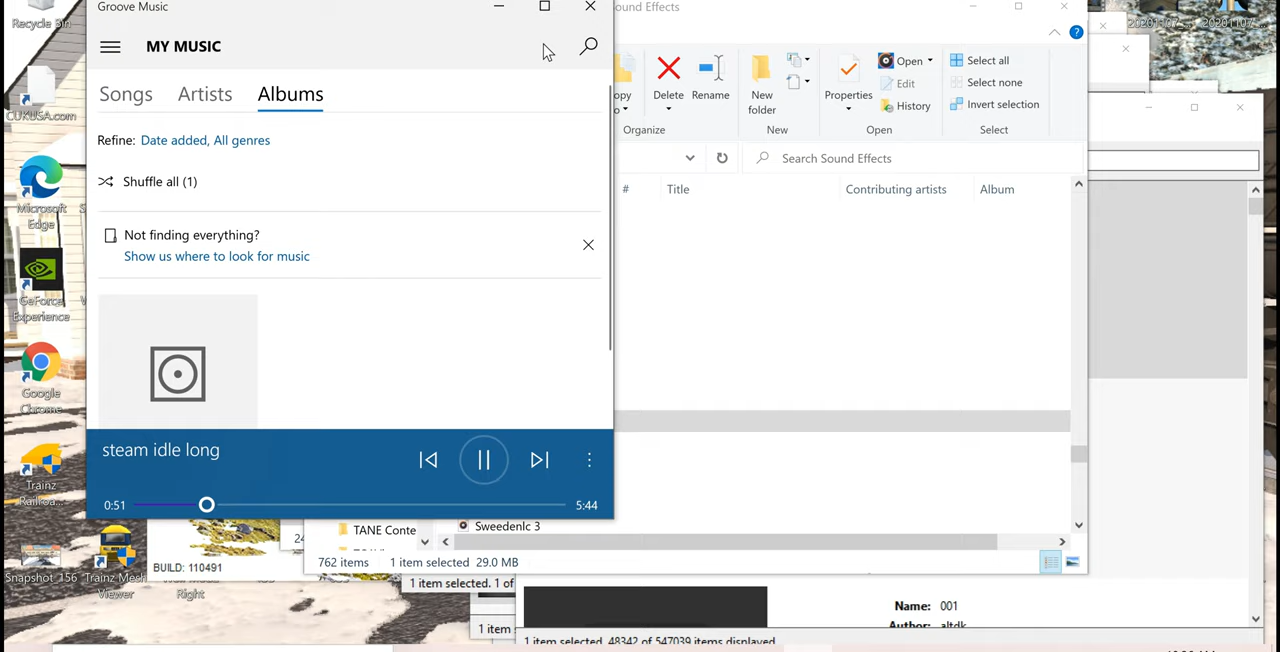 Recycle Bin
CUKUSA.com
Microsoft
Edge
GeForce
Experience
Google
Chrome
Trainz
Railroa...
Snapshot_156
Trainz Mesh
Viewer
Groove Music
MY MUSIC
Songs Artists Albums
Refine: Date added, All genres
Shuffle all (1)
Not finding everything?
Show us where to look for music
steam idle long
0:51
5:44
ound Effects
Delete
Rename
New
folder
Properties
Open
Edit
History
Select all
Select none
Invert selection
Organize
New
Open
Select
Search Sound Effects
# Title Contributing artists Album
TANE Conte
Sweedenlc 3
762 items 1 item selected 29.0 MB
BUILD: 110491
Right
1 item selected. 1 of
1 item s
Name: 001
Author: altdk
1 item selected, 48342 of 547039 items displayed